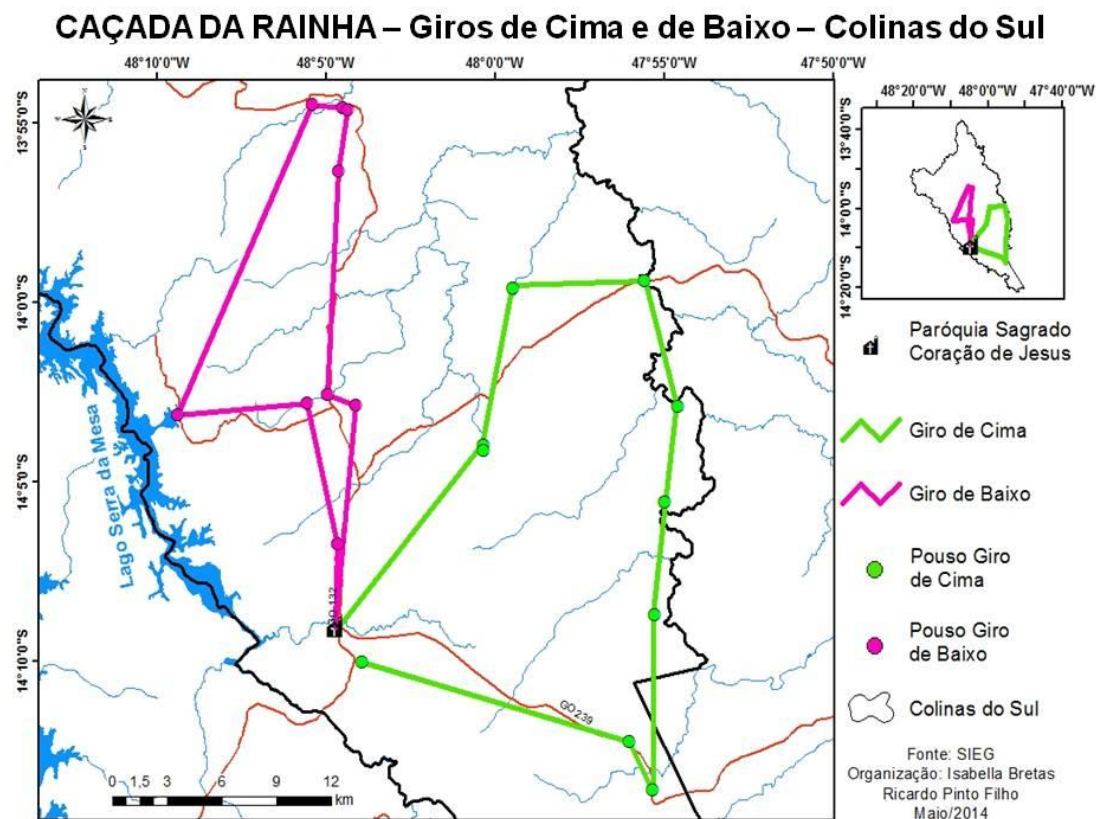 CAÇADA DA RAINHA – Giros de Cima e de Baixo – Colinas do Sul
48°10'0"W 48°5'0"W 48°0'0"W 47°55'0"W 47°50'0"W
13°55'0"S
14°0'0"S
14°5'0"S
14°10'0"S
48°20'0"W 48°0'0"W 47°40'0"W
13°40'0"S
14°0'0"S
14°20'0"S
Lago Serra da Mesa
GO 132
GO 239
0 1,5 3 6 9 12
km
Paróquia Sagrado
Coração de Jesus
Giro de Cima
Giro de Baixo
Pouso Giro
de Cima
Pouso Giro
de Baixo
Colinas do Sul
Fonte: SIEG
Organização: Isabella Bretas
Ricardo Pinto Filho
Maio/2014